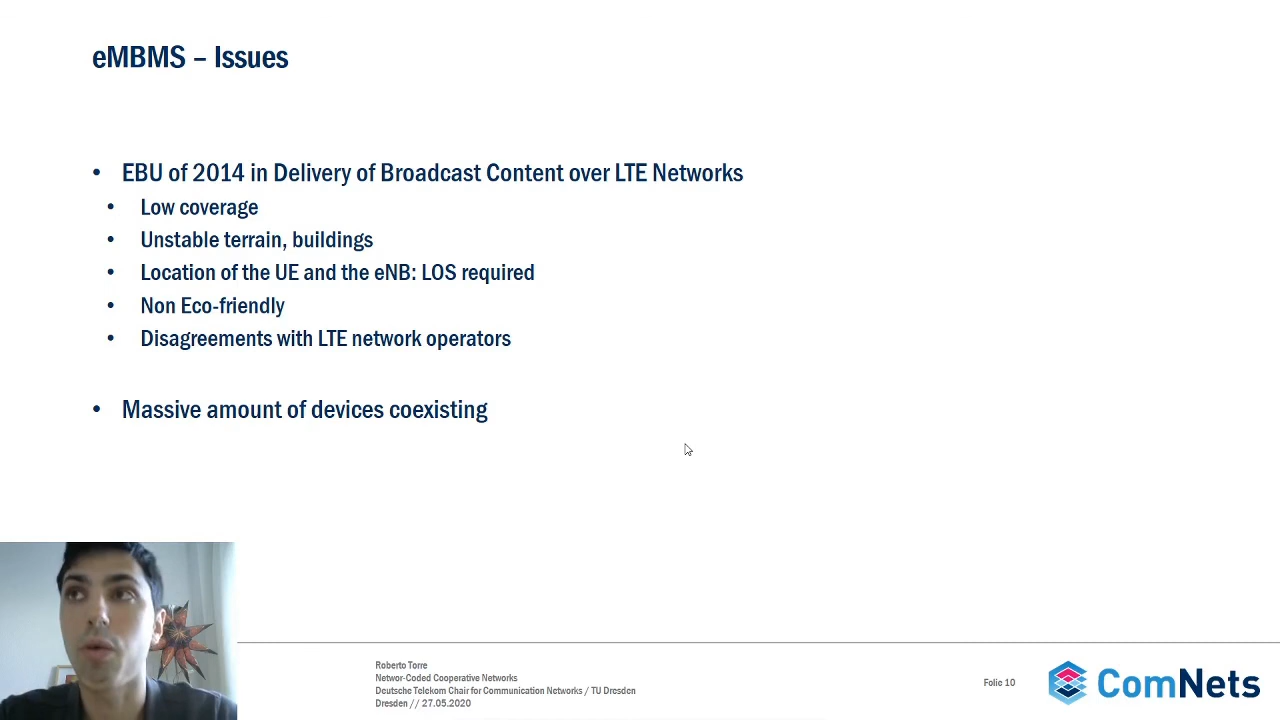 eMBMS – Issues
• EBU of 2014 in Delivery of Broadcast Content over LTE Networks
• Low coverage
• Unstable terrain, buildings
• Location of the UE and the eNB: LOS required
• Non Eco-friendly
• Disagreements with LTE network operators
• Massive amount of devices coexisting
Roberto Torre
Networ-Coded Cooperative Networks
Deutsche Telekom Chair for Communication Networks / TU Dresden
Dresden // 27.05.2020
Folie 10
ComNets